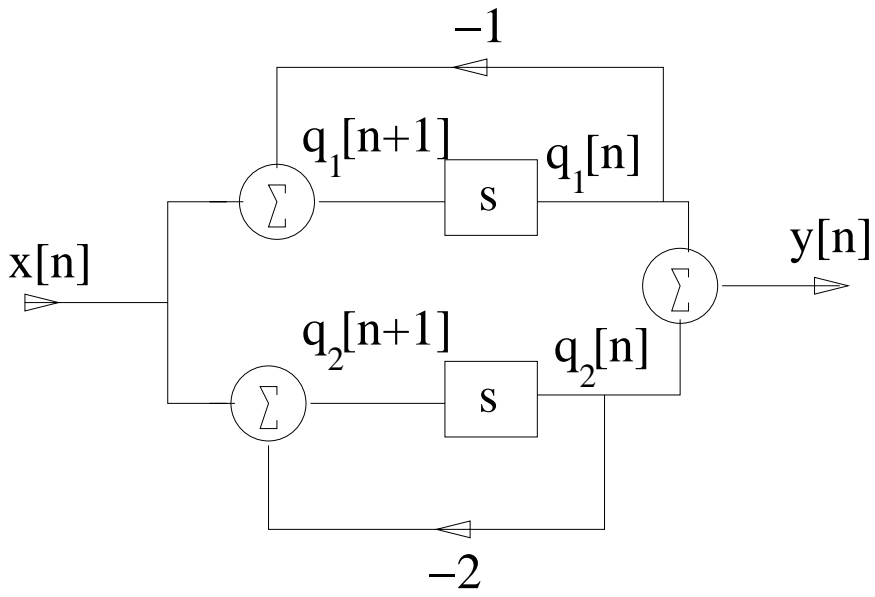 −1
q₁[n+1]
q₁[n]
s
Σ
x[n]
y[n]
Σ
q₂[n+1]
q₂[n]
s
Σ
−2